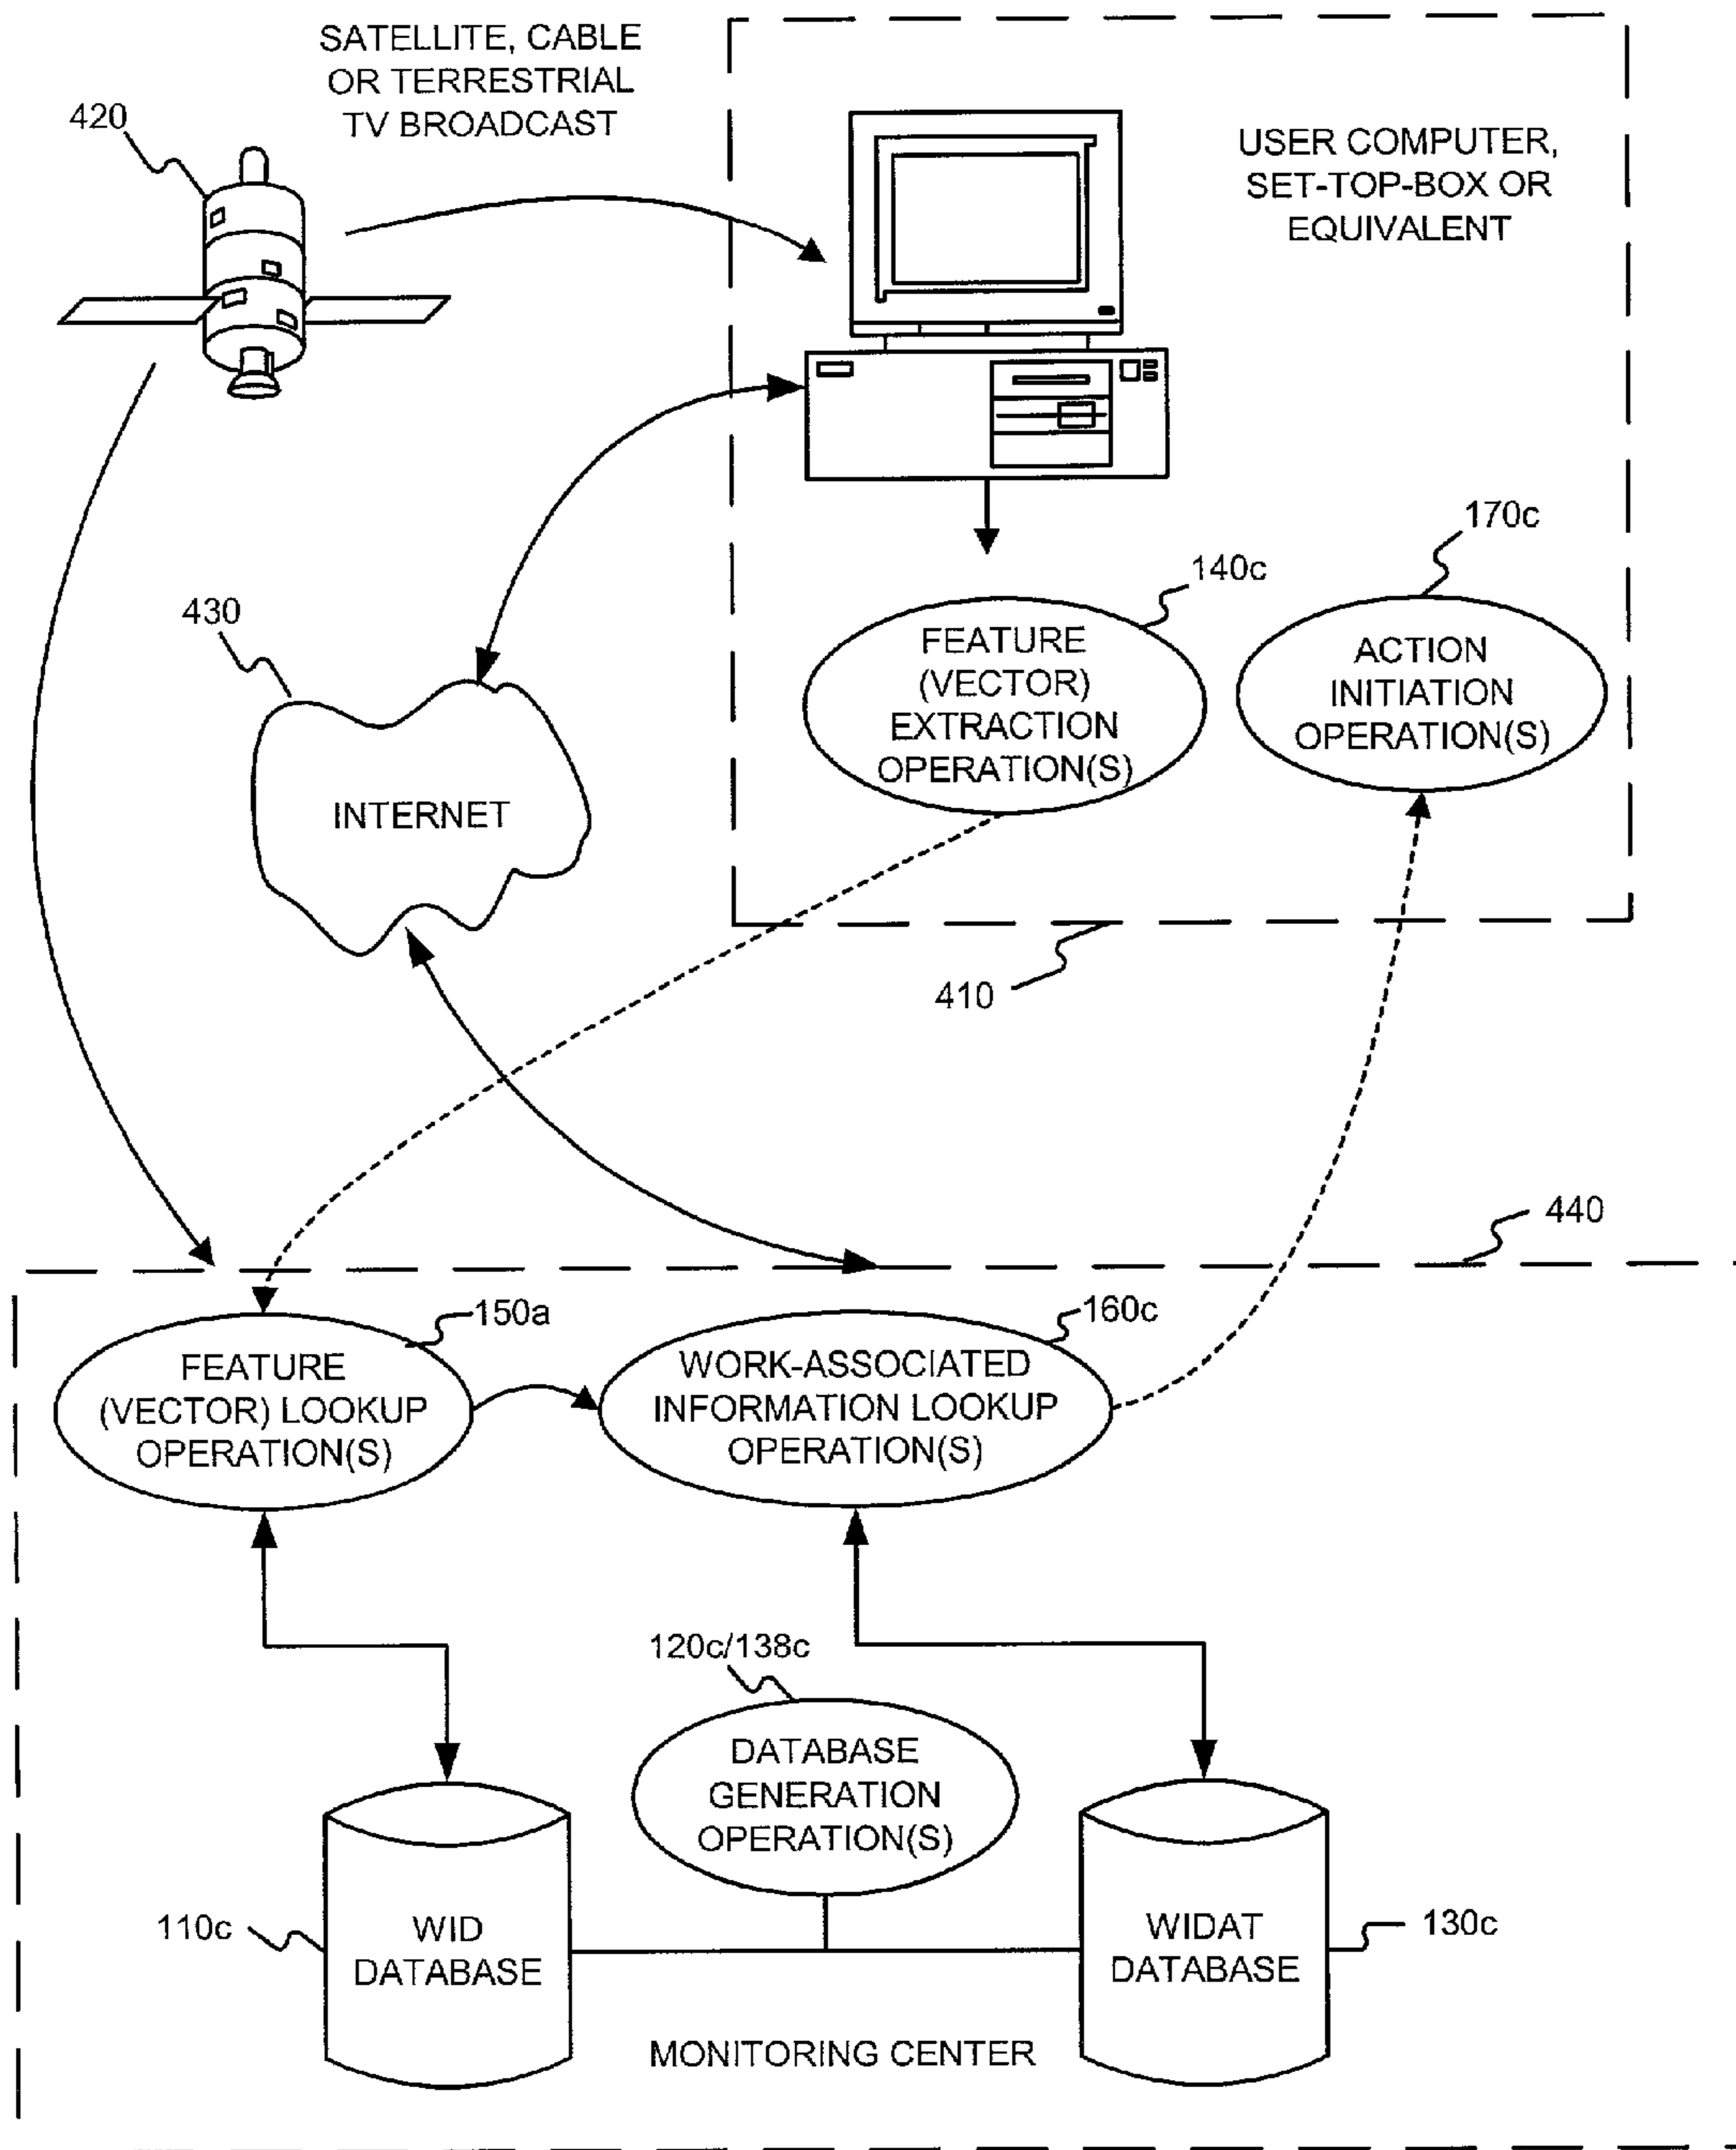 SATELLITE, CABLE
OR TERRESTRIAL
TV BROADCAST
420
USER COMPUTER,
SET-TOP-BOX OR
EQUIVALENT
170c
140c
430
FEATURE
(VECTOR)
EXTRACTION
OPERATION(S)
ACTION
INITIATION
OPERATION(S)
INTERNET
410
440
150a
160c
FEATURE
(VECTOR) LOOKUP
OPERATION(S)
WORK-ASSOCIATED
INFORMATION LOOKUP
OPERATION(S)
120c/138c
DATABASE
GENERATION
OPERATION(S)
110c
WID
DATABASE
WIDAT
DATABASE
130c
MONITORING CENTER